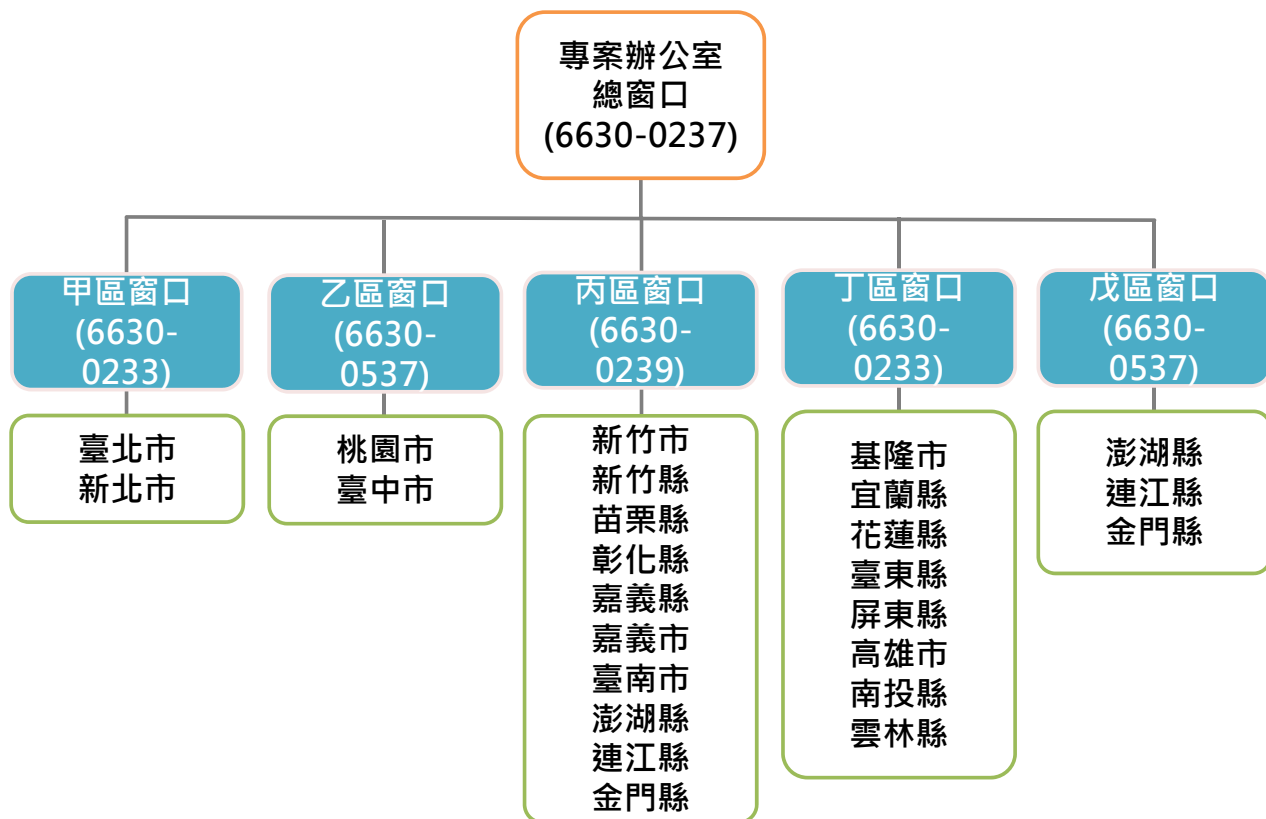 專案辦公室
總窗口
(6630-0237)
甲區窗口
(6630-
0233)
臺北市
新北市
乙區窗口
(6630-
0537)
桃園市
臺中市
丙區窗口
(6630-
0239)
新竹市
新竹縣
苗栗縣
彰化縣
嘉義縣
嘉義市
臺南市
澎湖縣
連江縣
金門縣
丁區窗口
(6630-
0233)
基隆市
宜蘭縣
花蓮縣
臺東縣
屏東縣
高雄市
南投縣
雲林縣
戊區窗口
(6630-
0537)
澎湖縣
連江縣
金門縣